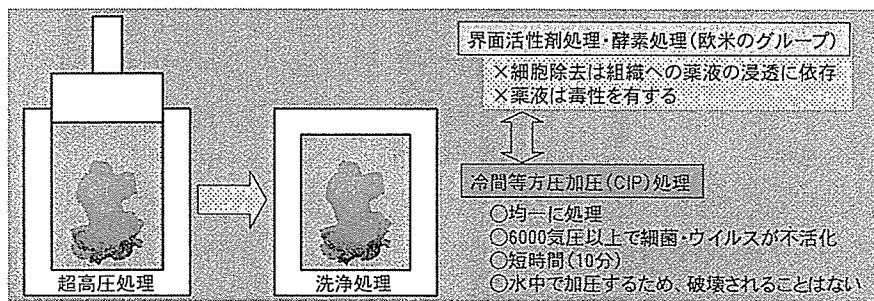 超高圧処理
洗浄処理
界面活性剤処理・酵素処理(欧米のグループ)
×細胞除去は組織への薬液の浸透に依存
×薬液は毒性を有する
冷間等方圧加圧(CIP)処理
○均一に処理
○6000気圧以上で細菌・ウイルスが不活化
○短時間(10分)
○水中で加圧するため、破壊されることはない